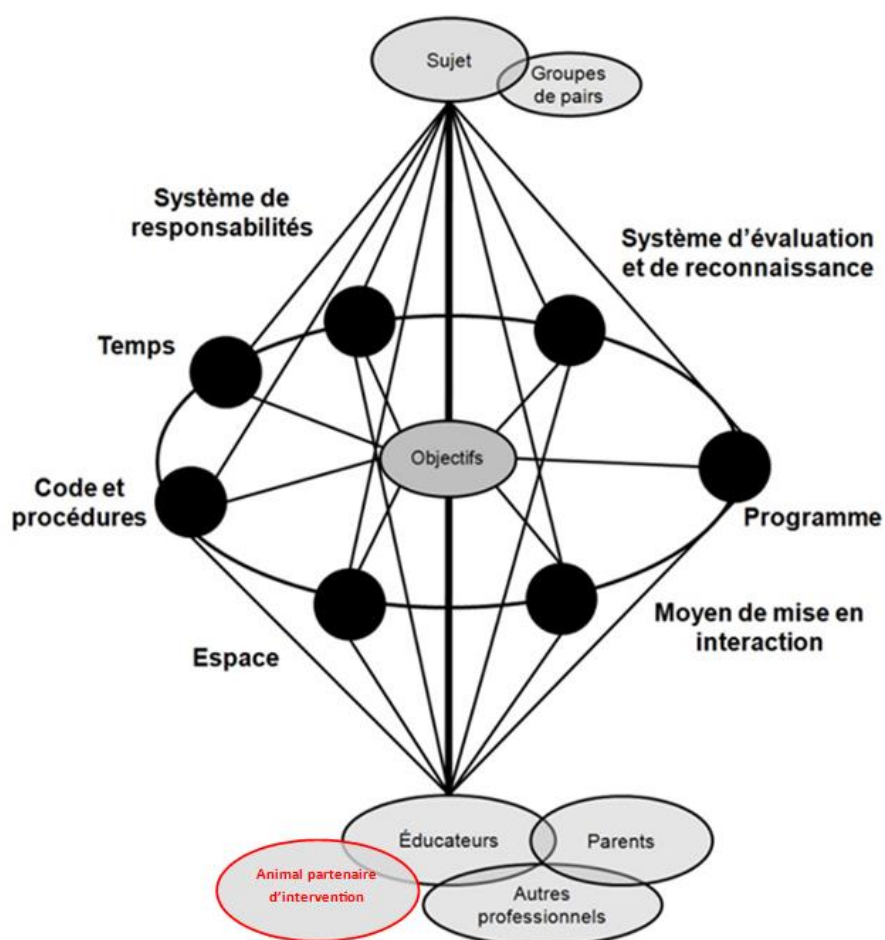 Sujet
Groupes
de pairs
Système de
responsabilités
Système d'évaluation
et de reconnaissance
Temps
Objectifs
Code et
procédures
Programme
Espace
Moyen de mise en
interaction
Éducateurs
Parents
Animal partenaire
d'intervention
Autres
professionnels